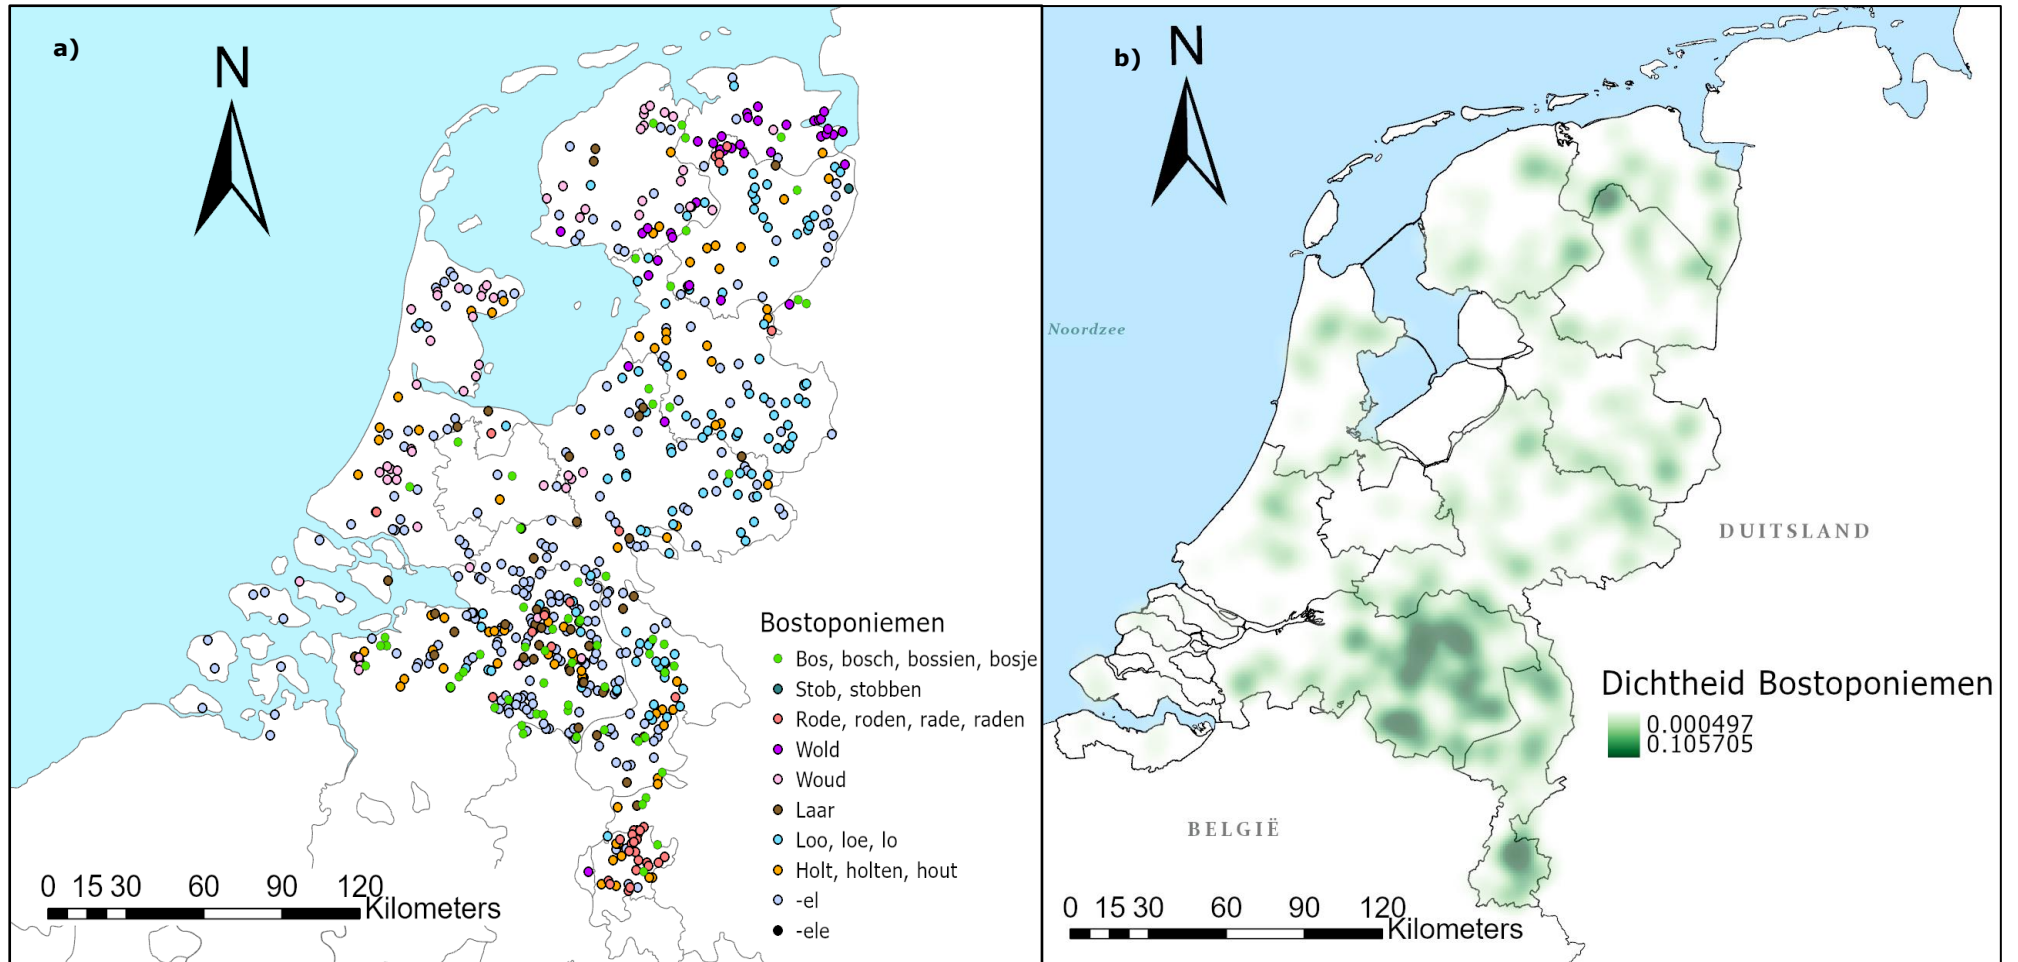 a)
N
Bostoponiemen
Bos, bosch, bossien, bosje
Stob, stobben
Rode, roden, rade, raden
Wold
Woud
Laar
Loo, loe, lo
Holt, holten, hout
-el
-ele
0 15 30 60 90 120
Kilometers
b)
N
Noordzee
DUITSLAND
BELGIË
Dichtheid Bostoponiemen
0.000497
0.105705
0 15 30 60 90 120
Kilometers